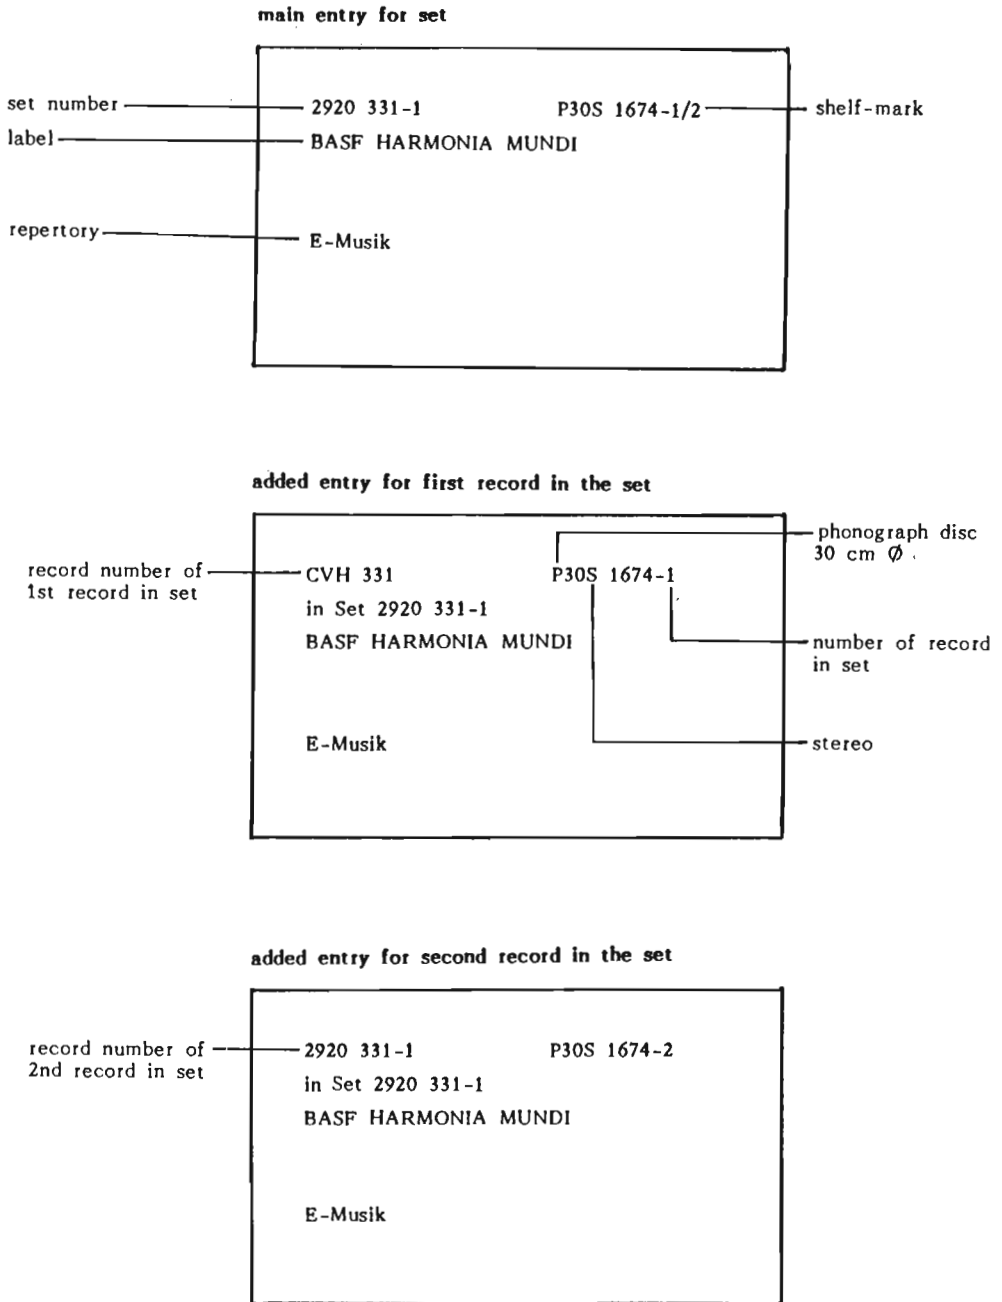 main entry for set
set number 2920 331-1 P30S 1674-1/2 shelf-mark
label BASF HARMONIA MUNDI
repertory E-Musik
added entry for first record in the set
phonograph disc
30 cm Ø
record number of CVH 331 P30S 1674-1
1st record in set
in Set 2920 331-1
BASF HARMONIA MUNDI number of record
in set
E-Musik stereo
added entry for second record in the set
record number of 2920 331-1 P30S 1674-2
2nd record in set
in Set 2920 331-1
BASF HARMONIA MUNDI
E-Musik